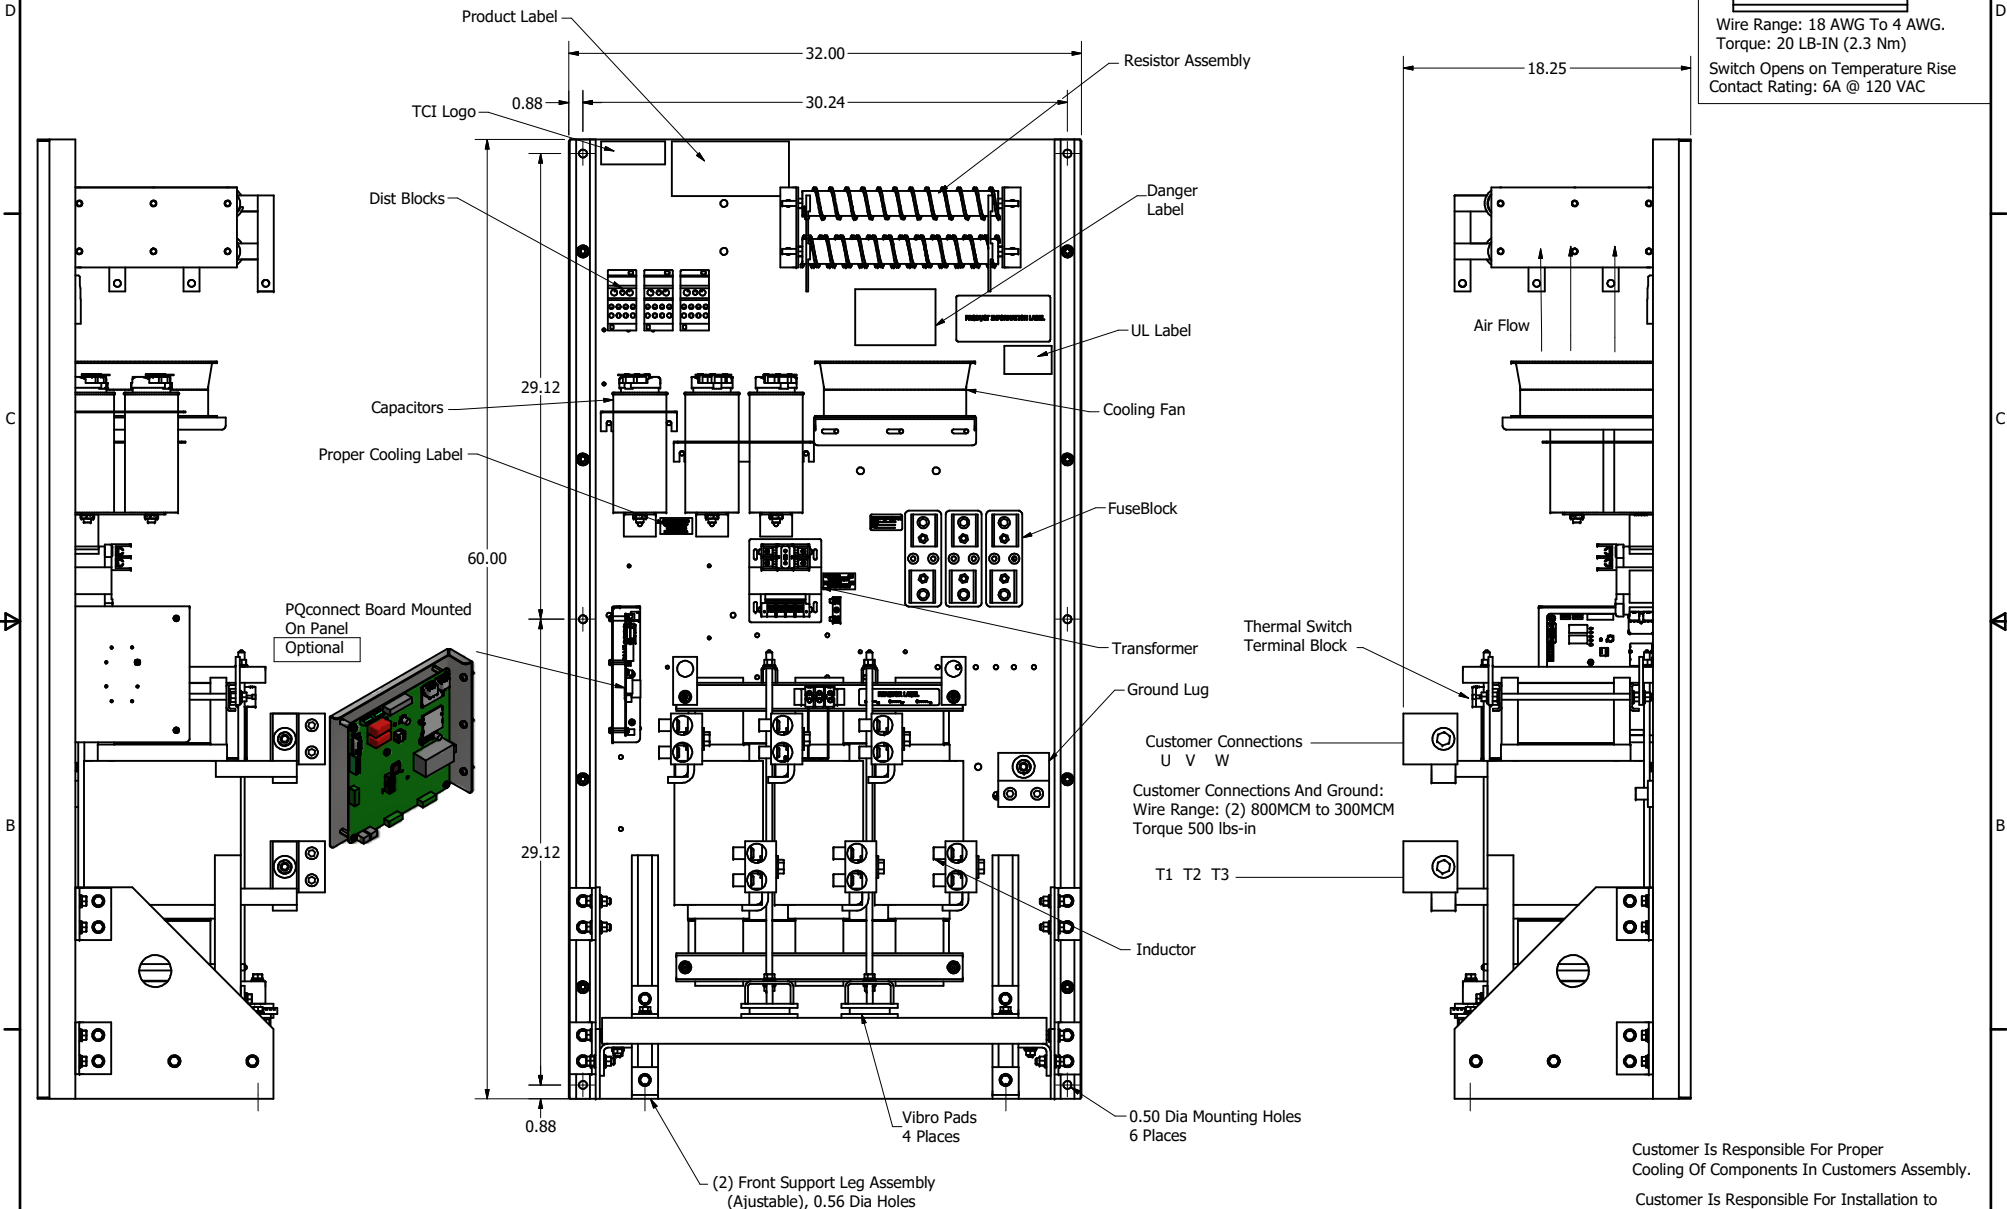 D
D
Product Label
32.00
Resistor Assembly
18.25
Wire Range: 18 AWG To 4 AWG.
Torque: 20 LB-IN (2.3 Nm)
Switch Opens on Temperature Rise
Contact Rating: 6A @ 120 VAC
TCI Logo
0.88
30.24
Dist Blocks
Danger
Label
PRODUCT INFORMATION LABEL
UL Label
Air Flow
29.12
C
Capacitors
Cooling Fan
C
Proper Cooling Label
FuseBlock
60.00
PQconnect Board Mounted
On Panel
Optional
Transformer
Thermal Switch
Terminal Block
Ground Lug
Customer Connections
U V W
Customer Connections And Ground:
Wire Range: (2) 800MCM to 300MCM
Torque 500 lbs-in
B
B
29.12
T1 T2 T3
Inductor
0.88
Vibro Pads
4 Places
0.50 Dia Mounting Holes
6 Places
(2) Front Support Leg Assembly
(Ajustable), 0.56 Dia Holes
Customer Is Responsible For Proper
Cooling Of Components In Customers Assembly.
Customer Is Responsible For Installation to